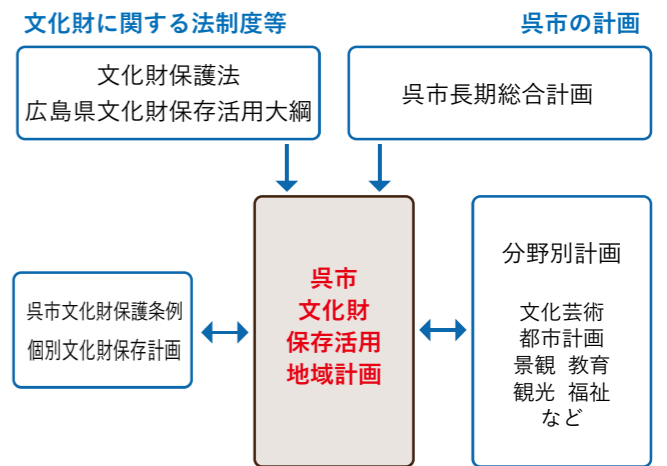 文化財に関する法制度等
呉市の計画
文化財保護法
広島県文化財保存活用大綱
呉市長期総合計画
呉市文化財保護条例
個別文化財保存計画
呉市
文化財
保存活用
地域計画
分野別計画
文化芸術
都市計画
景観 教育
観光 福祉
など